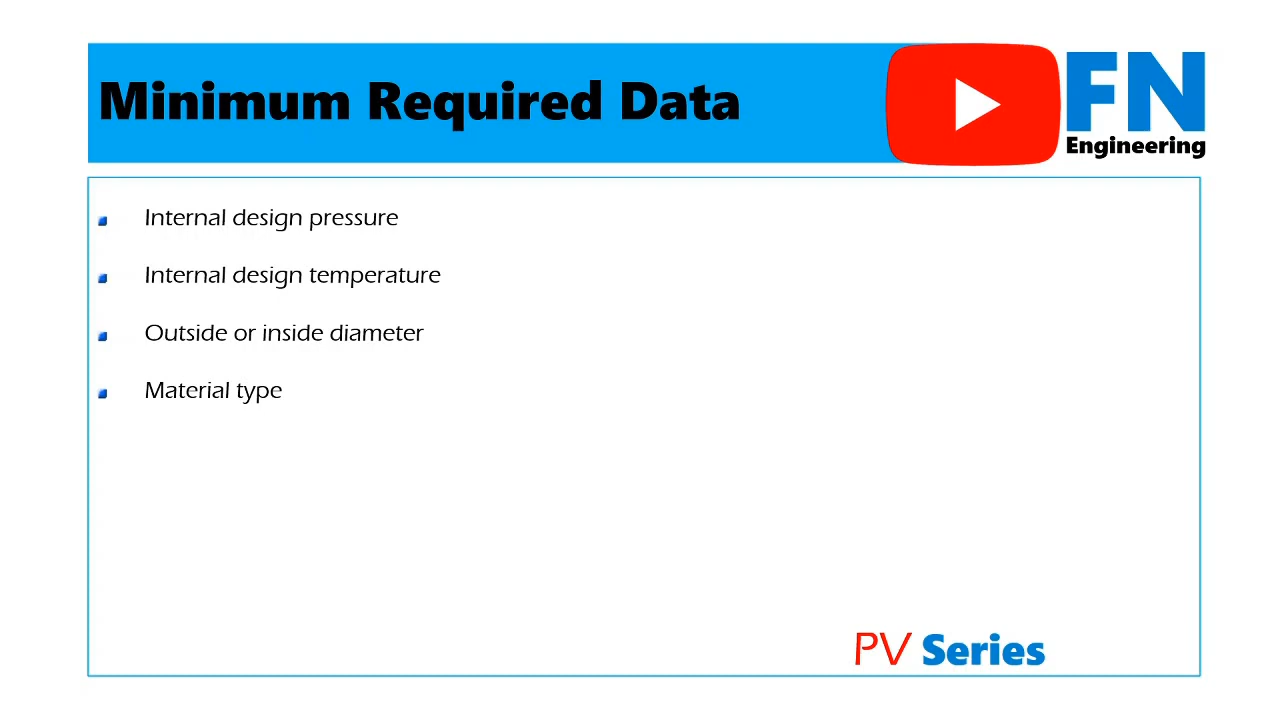 Minimum Required Data
FN
Engineering
Internal design pressure
Internal design temperature
Outside or inside diameter
Material type
PV Series